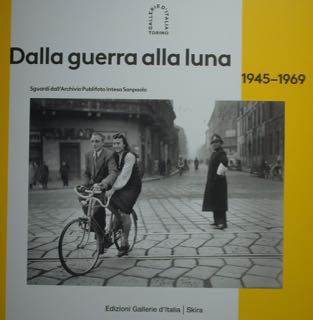 GALLERIE D'ITALIA
TORINO
Dalla guerra alla luna
1945–1969
Sguardi dall'Archivio Publifoto Intesa Sanpaolo
Edizioni Gallerie d'Italia | Skira